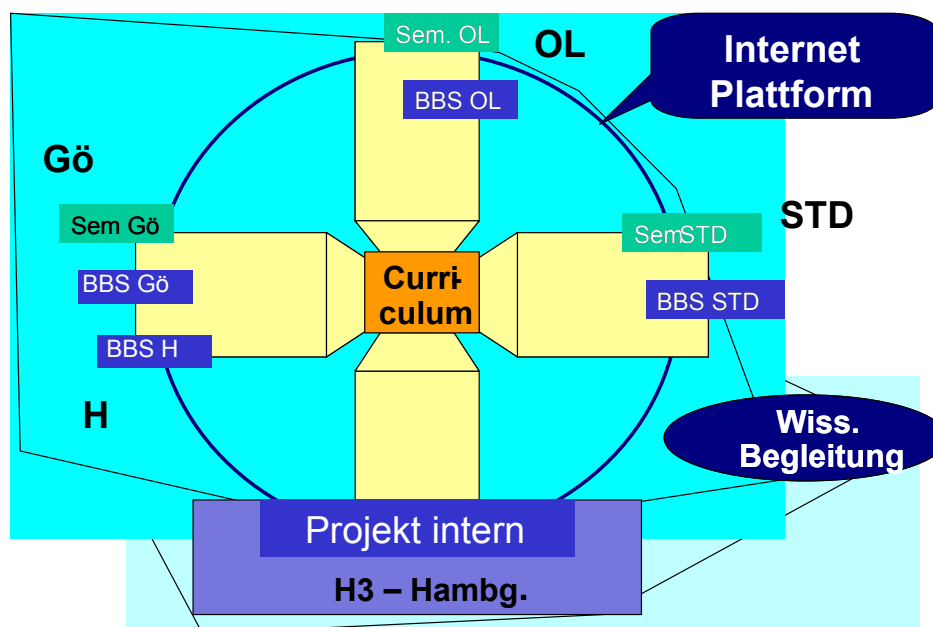 Sem. OL
OL
Internet
Plattform
BBS OL
Gö
STD
Sem Gö
SemSTD
BBS Gö
Curri-
culum
BBS STD
BBS H
H
Wiss.
Begleitung
Projekt intern
H3 – Hambg.